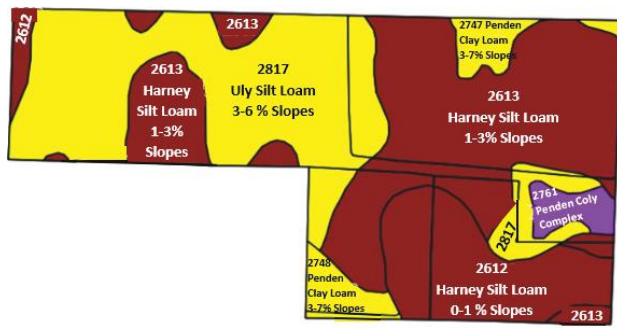 2612
2613
2613
Harney
Silt Loam
1-3%
Slopes
2817
Uly Silt Loam
3-6 % Slopes
2747 Penden
Clay Loam
3-7% Slopes
2613
Harney Silt Loam
1-3% Slopes
2761
Penden Coly
Complex
2817
2748
Penden
Clay Loam
3-7% Slopes
2612
Harney Silt Loam
0-1 % Slopes
2613